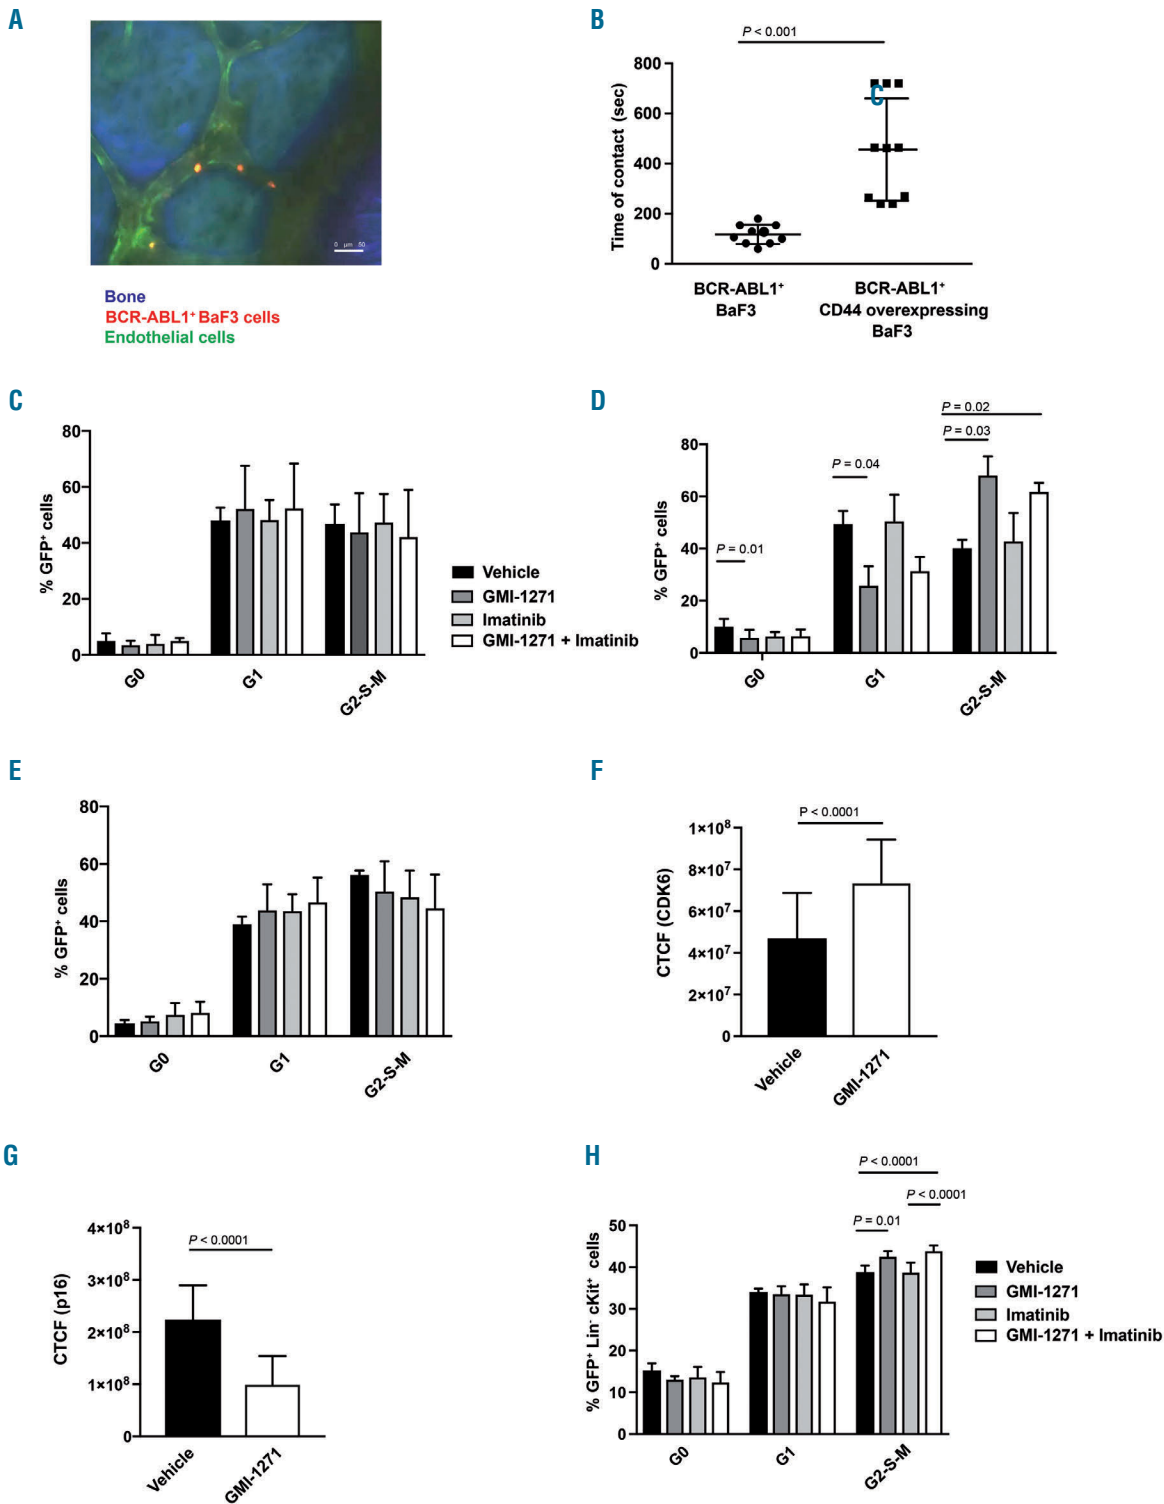 A
0 µm 50
Bone
BCR-ABL1⁺ BaF3 cells
Endothelial cells
B
P < 0.001
C
Time of contact (sec)
800
600
400
200
0
BCR-ABL1⁺
BaF3
BCR-ABL1⁺
CD44 overexpressing
BaF3
C
% GFP⁺ cells
80
60
40
20
0
G0
G1
G2-S-M
Vehicle
GMI-1271
Imatinib
GMI-1271 + Imatinib
D
P = 0.02
P = 0.03
P = 0.04
P = 0.01
% GFP⁺ cells
80
60
40
20
0
G0
G1
G2-S-M
E
% GFP⁺ cells
80
60
40
20
0
G0
G1
G2-S-M
F
P < 0.0001
CTCF (CDK6)
1×10⁸
8×10⁷
6×10⁷
4×10⁷
2×10⁷
0
Vehicle
GMI-1271
G
P < 0.0001
CTCF (p16)
4×10⁸
3×10⁸
2×10⁸
1×10⁸
0
Vehicle
GMI-1271
H
P < 0.0001
P < 0.0001
P = 0.01
% GFP⁺ Lin⁻ cKit⁺ cells
50
40
30
20
10
0
G0
G1
G2-S-M
Vehicle
GMI-1271
Imatinib
GMI-1271 + Imatinib